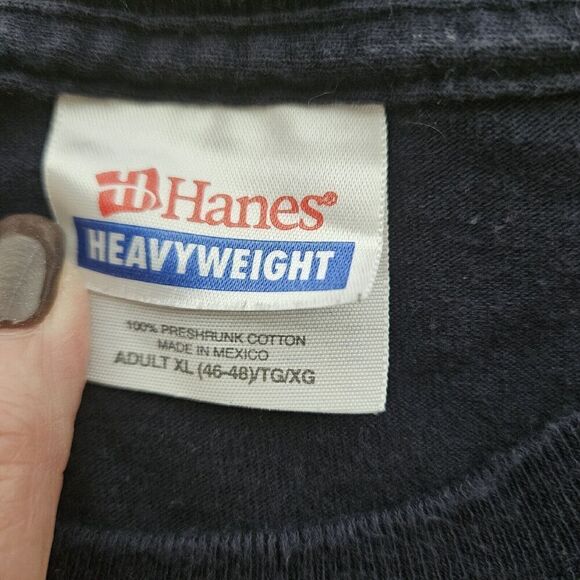 Hanes®
HEAVYWEIGHT
100% PRESHRUNK COTTON
MADE IN MEXICO
ADULT XL (46-48)/TG/XG